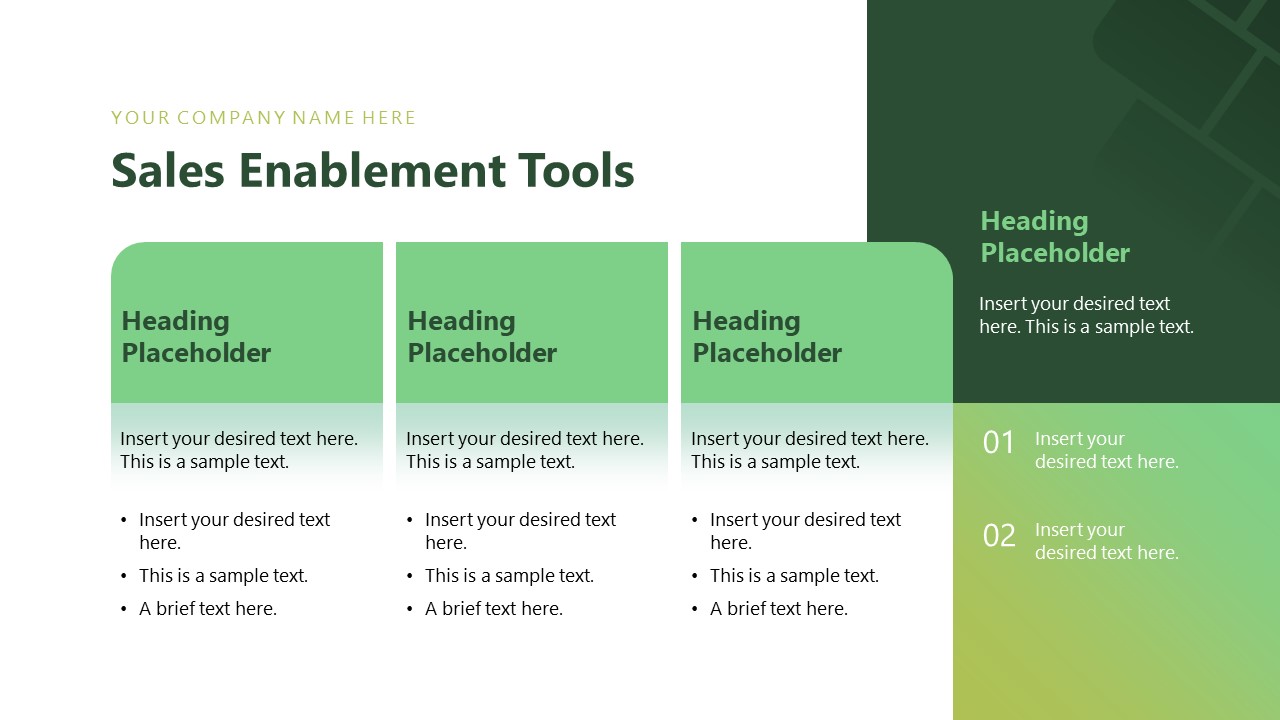 YOUR COMPANY NAME HERE
Sales Enablement Tools
Heading
Placeholder
Insert your desired text here.
This is a sample text.
• Insert your desired text
here.
• This is a sample text.
• A brief text here.
Heading
Placeholder
Insert your desired text here.
This is a sample text.
• Insert your desired text
here.
• This is a sample text.
• A brief text here.
Heading
Placeholder
Insert your desired text here.
This is a sample text.
• Insert your desired text
here.
• This is a sample text.
• A brief text here.
Heading
Placeholder
Insert your desired text
here. This is a sample text.
01 Insert your
desired text here.
02 Insert your
desired text here.